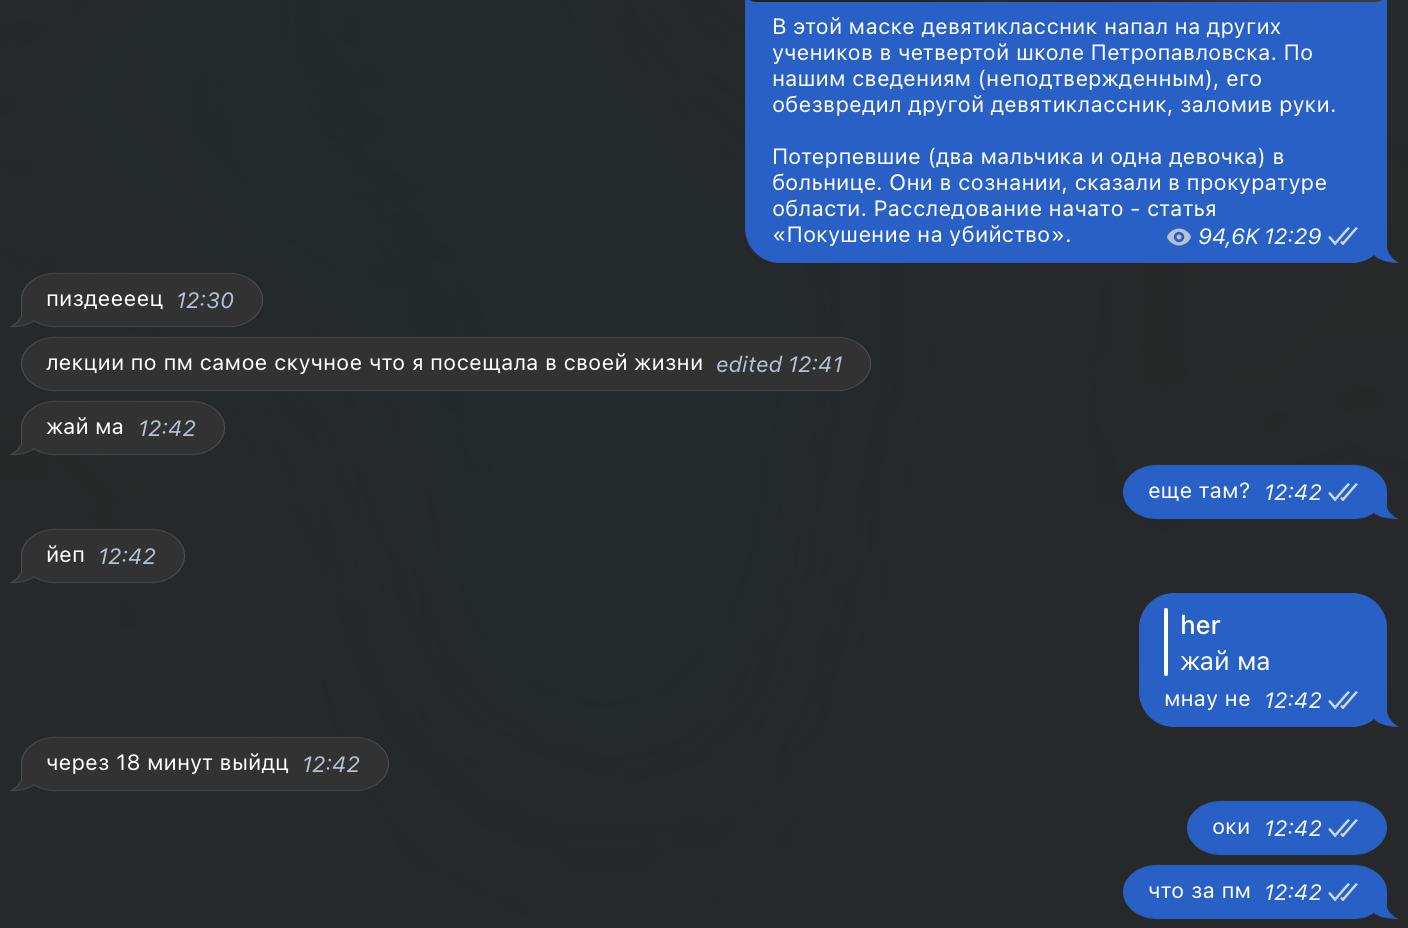 В этой маске девятиклассник напал на других
учеников в четвертой школе Петропавловска. По
нашим сведениям (неподтвержденным), его
обезвредил другой девятиклассник, заломив руки.
Потерпевшие (два мальчика и одна девочка) в
больнице. Они в сознании, сказали в прокуратуре
области. Расследование начато - статья
«Покушение на убийство». 94,6K 12:29
пиздеееец 12:30
лекции по пм самое скучное что я посещала в своей жизни edited 12:41
жай ма 12:42
еще там? 12:42
йеп 12:42
her
жай ма
мнау не 12:42
через 18 минут выйдц 12:42
оки 12:42
что за пм 12:42